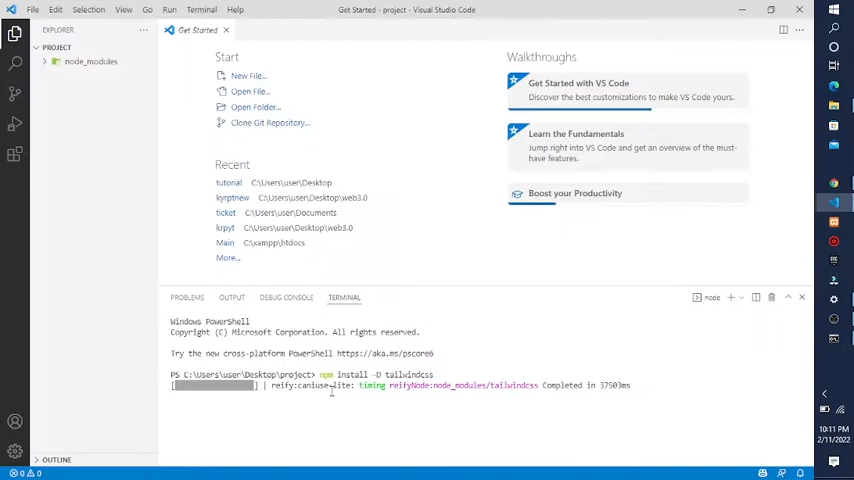 File Edit Selection View Go Run Terminal Help
Get Started - project - Visual Studio Code
EXPLORER
PROJECT
node_modules
OUTLINE
Get Started
Start
New File...
Open File...
Open Folder...
Clone Git Repository...
Recent
tutorial C:\Users\user\Desktop
kyrptnew C:\Users\user\Desktop\web3.0
ticket C:\Users\user\Documents
krpyt C:\Users\user\Desktop\web3.0
Main C:\xampp\htdocs
More...
Walkthroughs
Get Started with VS Code
Discover the best customizations to make VS Code yours.
Learn the Fundamentals
Jump right into VS Code and get an overview of the must-
have features.
Boost your Productivity
PROBLEMS OUTPUT DEBUG CONSOLE TERMINAL
node
Windows PowerShell
Copyright (C) Microsoft Corporation. All rights reserved.
Try the new cross-platform PowerShell https://aka.ms/pscore6
PS C:\Users\user\Desktop\project> npm install -D tailwindcss
[ ] | reify:caniuse-lite: timing reifyNode:node_modules/tailwindcss Completed in 37503ms
0 0
10:11 PM
2/11/2022